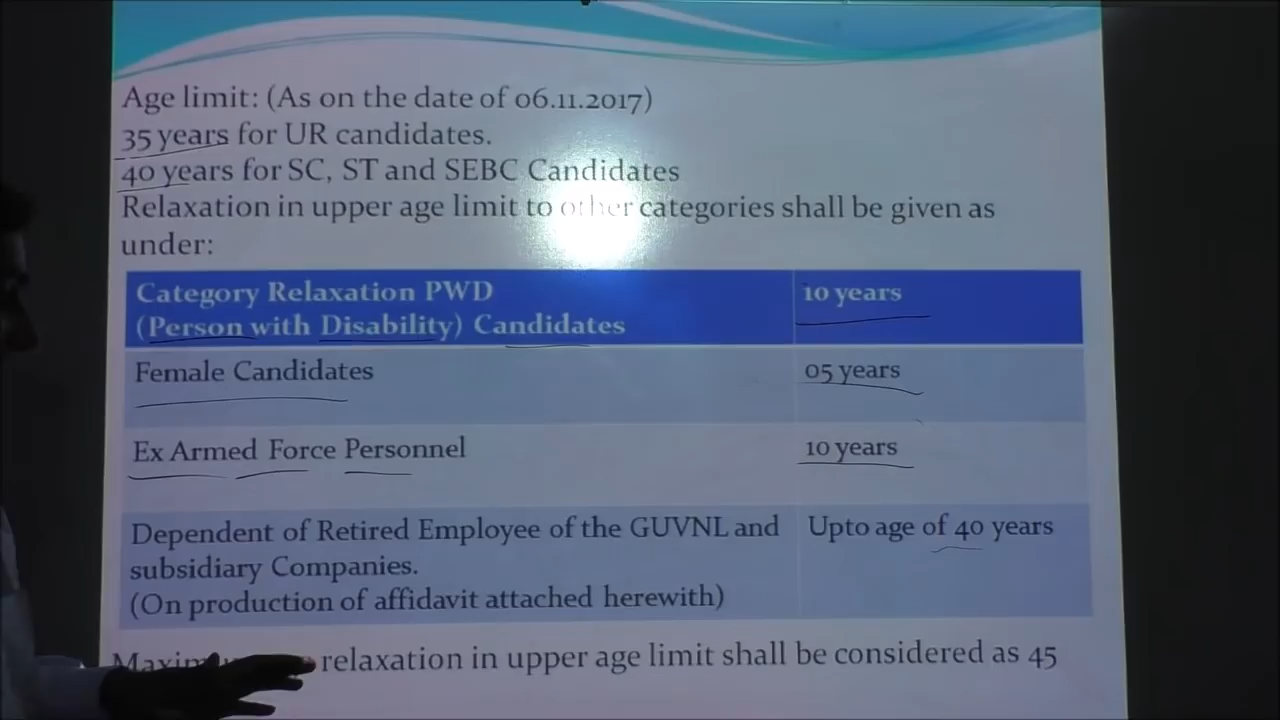 Age limit: (As on the date of 06.11.2017)
35 years for UR candidates.
40 years for SC, ST and SEBC Candidates
Relaxation in upper age limit to other categories shall be given as
under:
Category Relaxation PWD 10 years
(Person with Disability) Candidates
Female Candidates 05 years
Ex Armed Force Personnel 10 years
Dependent of Retired Employee of the GUVNL and Upto age of 40 years
subsidiary Companies.
(On production of affidavit attached herewith)
relaxation in upper age limit shall be considered as 45